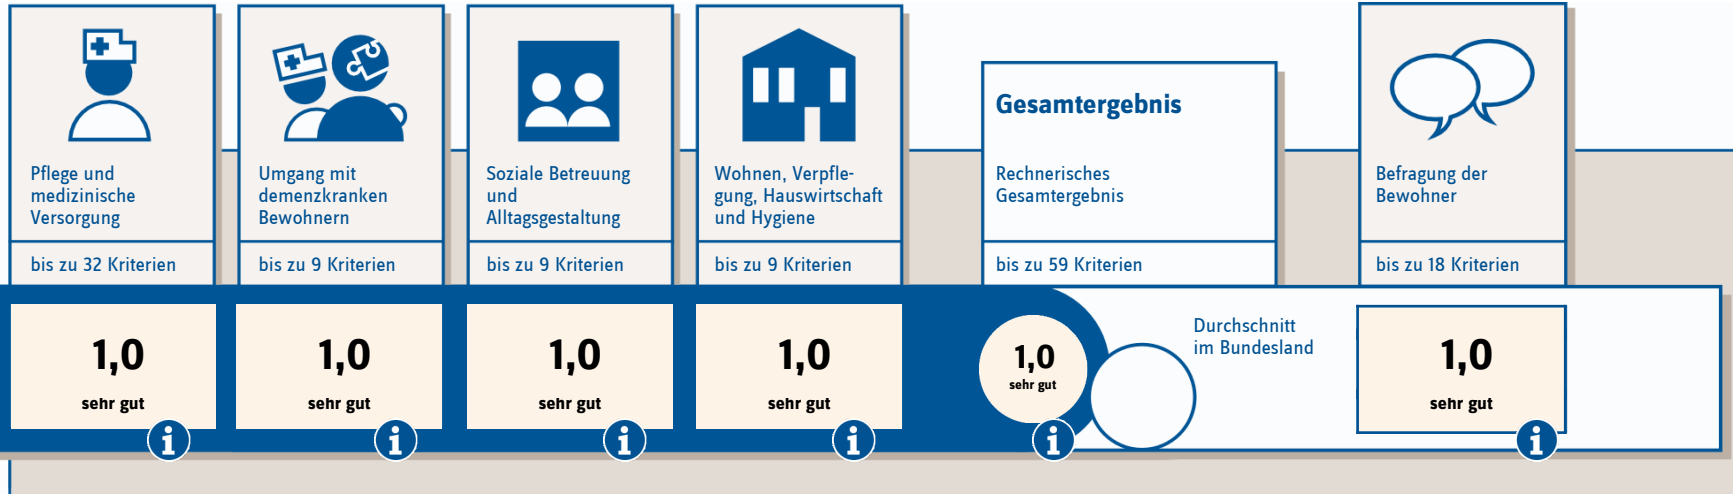 Pflege und
medizinische
Versorgung
bis zu 32 Kriterien
1,0
sehr gut
i
Umgang mit
demenzkranken
Bewohnern
bis zu 9 Kriterien
1,0
sehr gut
i
Soziale Betreuung
und
Alltagsgestaltung
bis zu 9 Kriterien
1,0
sehr gut
i
Wohnen, Verpfle-
gung, Hauswirtschaft
und Hygiene
bis zu 9 Kriterien
1,0
sehr gut
i
Gesamtergebnis
Rechnerisches
Gesamtergebnis
bis zu 59 Kriterien
1,0
sehr gut
i
Durchschnitt
im Bundesland
Befragung der
Bewohner
bis zu 18 Kriterien
1,0
sehr gut
i